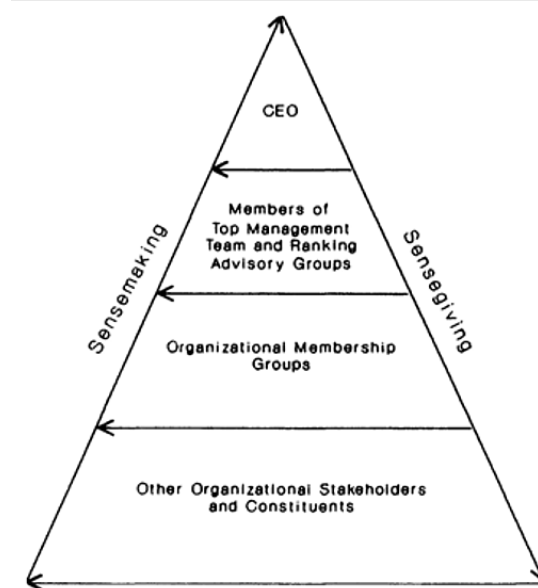 CEO
Members of
Top Management
Team and Ranking
Advisory Groups
Sensemaking
Sensegiving
Organizational Membership
Groups
Other Organizational Stakeholders
and Constituents